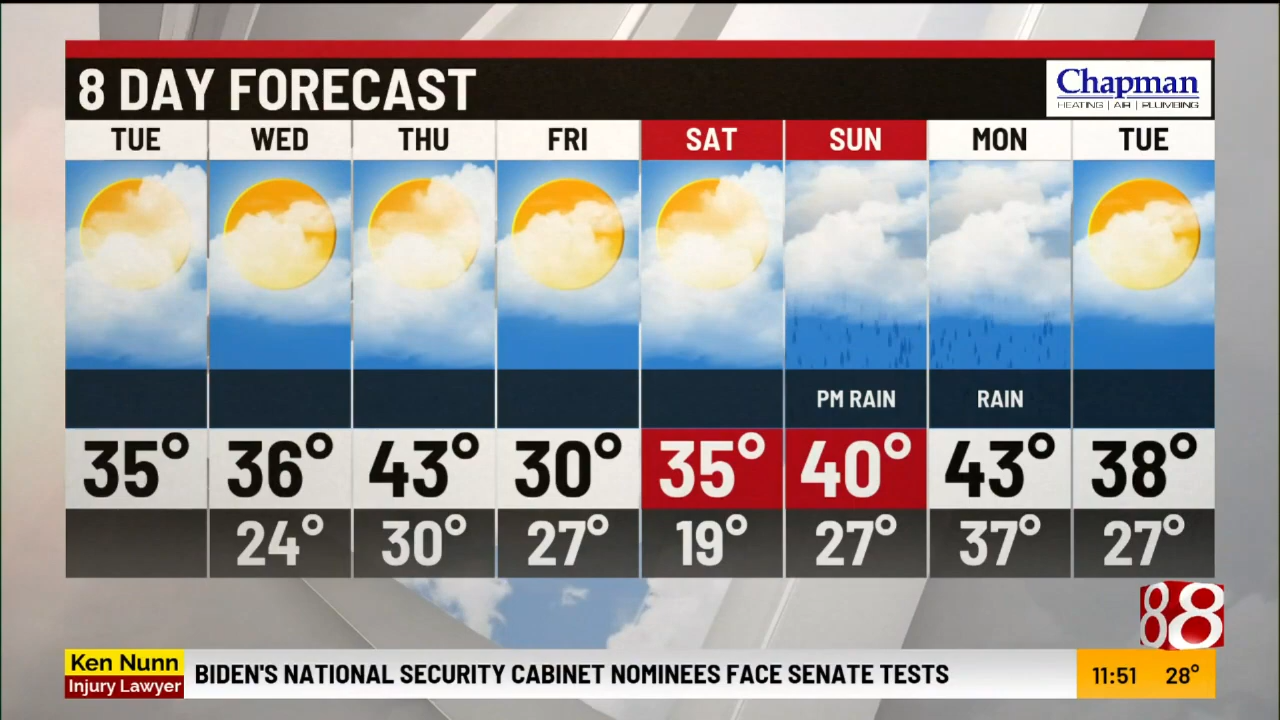 8 DAY FORECAST
Chapman
HEATING | AIR | PLUMBING
TUE WED THU FRI SAT SUN MON TUE
PM RAIN RAIN
35° 36° 43° 30° 35° 40° 43° 38°
24° 30° 27° 19° 27° 37° 27°
88
Ken Nunn
Injury Lawyer
BIDEN'S NATIONAL SECURITY CABINET NOMINEES FACE SENATE TESTS
11:51 28°